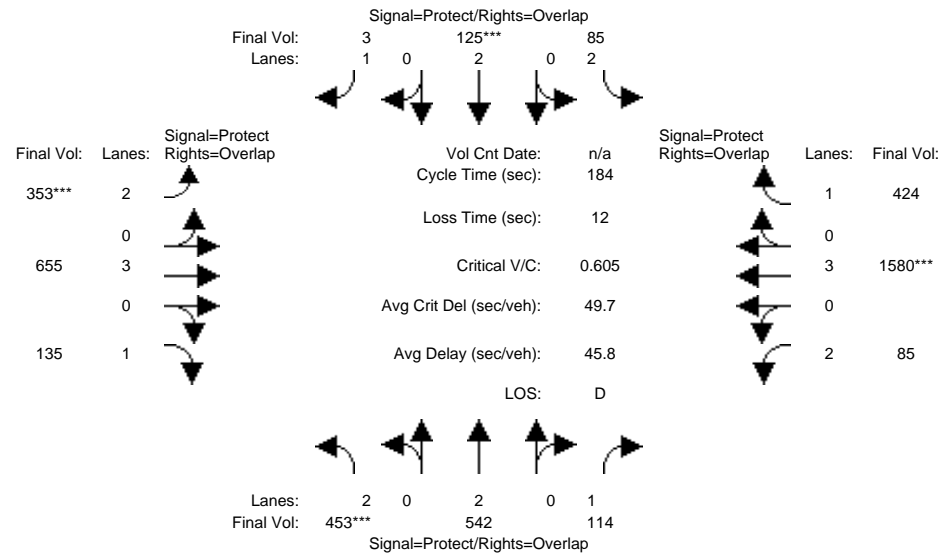 Signal=Protect/Rights=Overlap
Final Vol: 3 125*** 85
Lanes: 1 0 2 0 2
Signal=Protect
Final Vol: Lanes: Rights=Overlap
Vol Cnt Date: n/a
Signal=Protect
Rights=Overlap Lanes: Final Vol:
Cycle Time (sec): 184
353*** 2
1 424
Loss Time (sec): 12
0
0
655 3
Critical V/C: 0.605
3 1580***
0
Avg Crit Del (sec/veh): 49.7
0
135 1
Avg Delay (sec/veh): 45.8
2 85
LOS: D
Lanes: 2 0 2 0 1
Final Vol: 453*** 542 114
Signal=Protect/Rights=Overlap